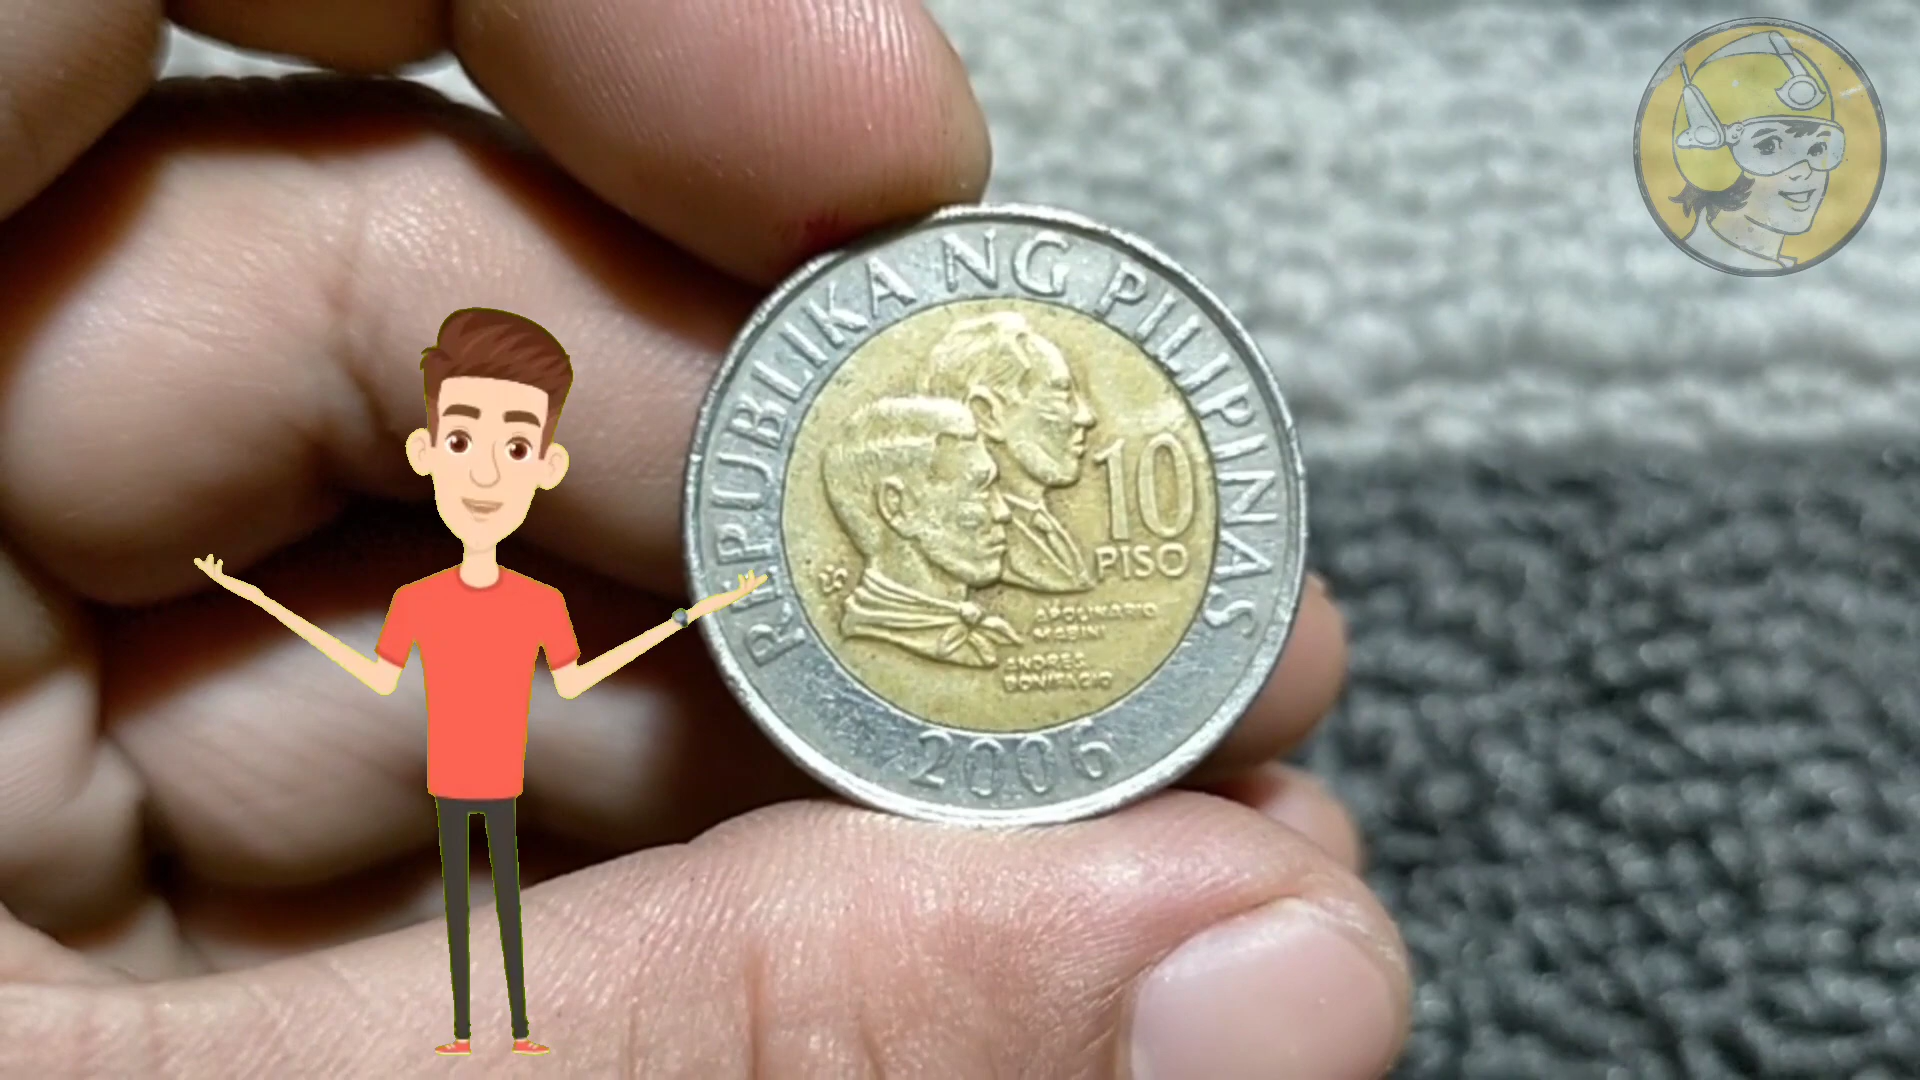 REPUBLIKA NG PILIPINAS
10
PISO
APOLINARIO
MABINI
ANDRES
BONIFACIO
2006